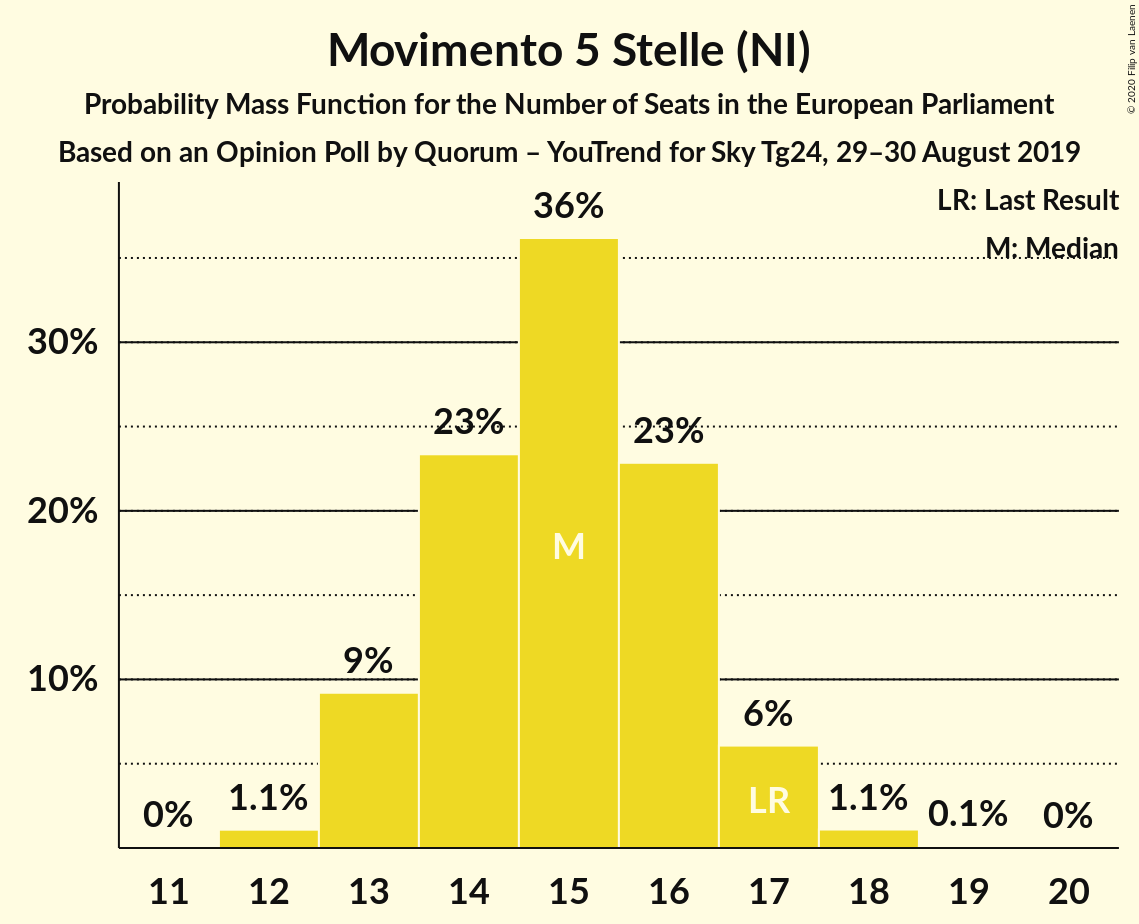 Movimento 5 Stelle (NI)
Probability Mass Function for the Number of Seats in the European Parliament
Based on an Opinion Poll by Quorum – YouTrend for Sky Tg24, 29–30 August 2019
© 2020 Filip van Laenen
LR: Last Result
M: Median
36%
30%
23%
23%
20%
M
9%
10%
6%
LR
0%
1.1%
1.1%
0.1%
0%
11 12 13 14 15 16 17 18 19 20